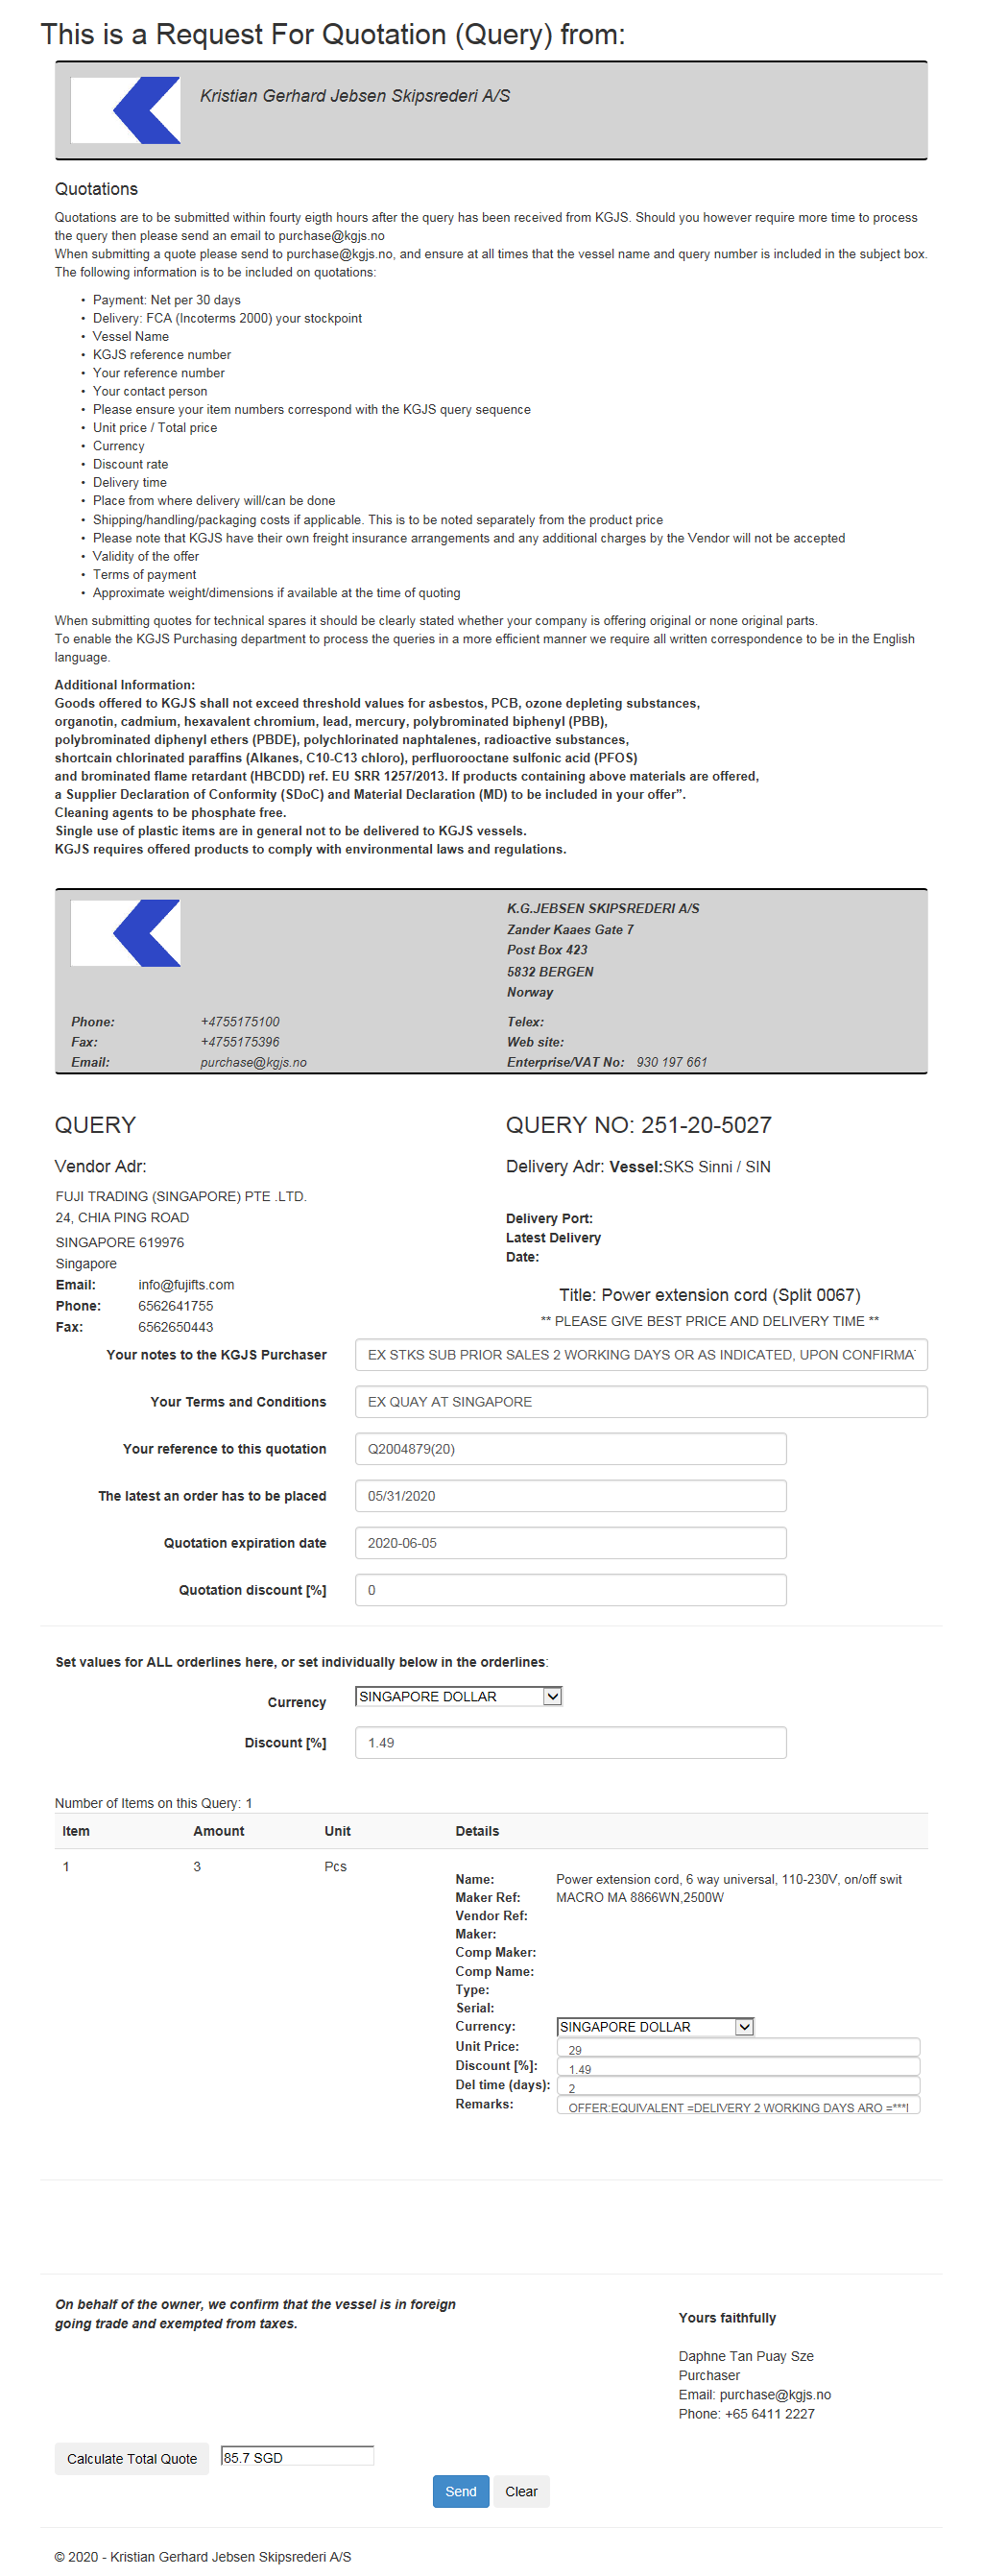 This is a Request For Quotation (Query) from:
Kristian Gerhard Jebsen Skipsrederi A/S
Quotations
Quotations are to be submitted within fourty eigth hours after the query has been received from KGJS. Should you however require more time to process
the query then please send an email to purchase@kgjs.no
When submitting a quote please send to purchase@kgjs.no, and ensure at all times that the vessel name and query number is included in the subject box.
The following information is to be included on quotations:
• Payment: Net per 30 days
• Delivery: FCA (Incoterms 2000) your stockpoint
• Vessel Name
• KGJS reference number
• Your reference number
• Your contact person
• Please ensure your item numbers correspond with the KGJS query sequence
• Unit price / Total price
• Currency
• Discount rate
• Delivery time
• Place from where delivery will/can be done
• Shipping/handling/packaging costs if applicable. This is to be noted separately from the product price
• Please note that KGJS have their own freight insurance arrangements and any additional charges by the Vendor will not be accepted
• Validity of the offer
• Terms of payment
• Approximate weight/dimensions if available at the time of quoting
When submitting quotes for technical spares it should be clearly stated whether your company is offering original or none original parts.
To enable the KGJS Purchasing department to process the queries in a more efficient manner we require all written correspondence to be in the English
language.
Additional Information:
Goods offered to KGJS shall not exceed threshold values for asbestos, PCB, ozone depleting substances,
organotin, cadmium, hexavalent chromium, lead, mercury, polybrominated biphenyl (PBB),
polybrominated diphenyl ethers (PBDE), polychlorinated naphtalenes, radioactive substances,
shortcain chlorinated paraffins (Alkanes, C10-C13 chloro), perfluorooctane sulfonic acid (PFOS)
and brominated flame retardant (HBCDD) ref. EU SRR 1257/2013. If products containing above materials are offered,
a Supplier Declaration of Conformity (SDoC) and Material Declaration (MD) to be included in your offer”.
Cleaning agents to be phosphate free.
Single use of plastic items are in general not to be delivered to KGJS vessels.
KGJS requires offered products to comply with environmental laws and regulations.
K.G.JEBSEN SKIPSREDERI A/S
Zander Kaaes Gate 7
Post Box 423
5832 BERGEN
Norway
Phone: +4755175100 Telex:
Fax: +4755175396 Web site:
Email: purchase@kgjs.no Enterprise/VAT No: 930 197 661
QUERY QUERY NO: 251-20-5027
Vendor Adr: Delivery Adr: Vessel:SKS Sinni / SIN
FUJI TRADING (SINGAPORE) PTE .LTD.
24, CHIA PING ROAD
SINGAPORE 619976
Singapore
Email: info@fujifts.com
Phone: 6562641755
Fax: 6562650443
Delivery Port:
Latest Delivery
Date:
Title: Power extension cord (Split 0067)
** PLEASE GIVE BEST PRICE AND DELIVERY TIME **
Your notes to the KGJS Purchaser EX STKS SUB PRIOR SALES 2 WORKING DAYS OR AS INDICATED, UPON CONFIRMA
Your Terms and Conditions EX QUAY AT SINGAPORE
Your reference to this quotation Q2004879(20)
The latest an order has to be placed 05/31/2020
Quotation expiration date 2020-06-05
Quotation discount [%] 0
Set values for ALL orderlines here, or set individually below in the orderlines:
Currency SINGAPORE DOLLAR
Discount [%] 1.49
Number of Items on this Query: 1
Item Amount Unit Details
1 3 Pcs
Name: Power extension cord, 6 way universal, 110-230V, on/off swit
Maker Ref: MACRO MA 8866WN,2500W
Vendor Ref:
Maker:
Comp Maker:
Comp Name:
Type:
Serial:
Currency: SINGAPORE DOLLAR
Unit Price: 29
Discount [%]: 1.49
Del time (days): 2
Remarks: OFFER:EQUIVALENT =DELIVERY 2 WORKING DAYS ARO =***
On behalf of the owner, we confirm that the vessel is in foreign
going trade and exempted from taxes.
Yours faithfully
Daphne Tan Puay Sze
Purchaser
Email: purchase@kgjs.no
Phone: +65 6411 2227
Calculate Total Quote 85.7 SGD
Send Clear
© 2020 - Kristian Gerhard Jebsen Skipsrederi A/S